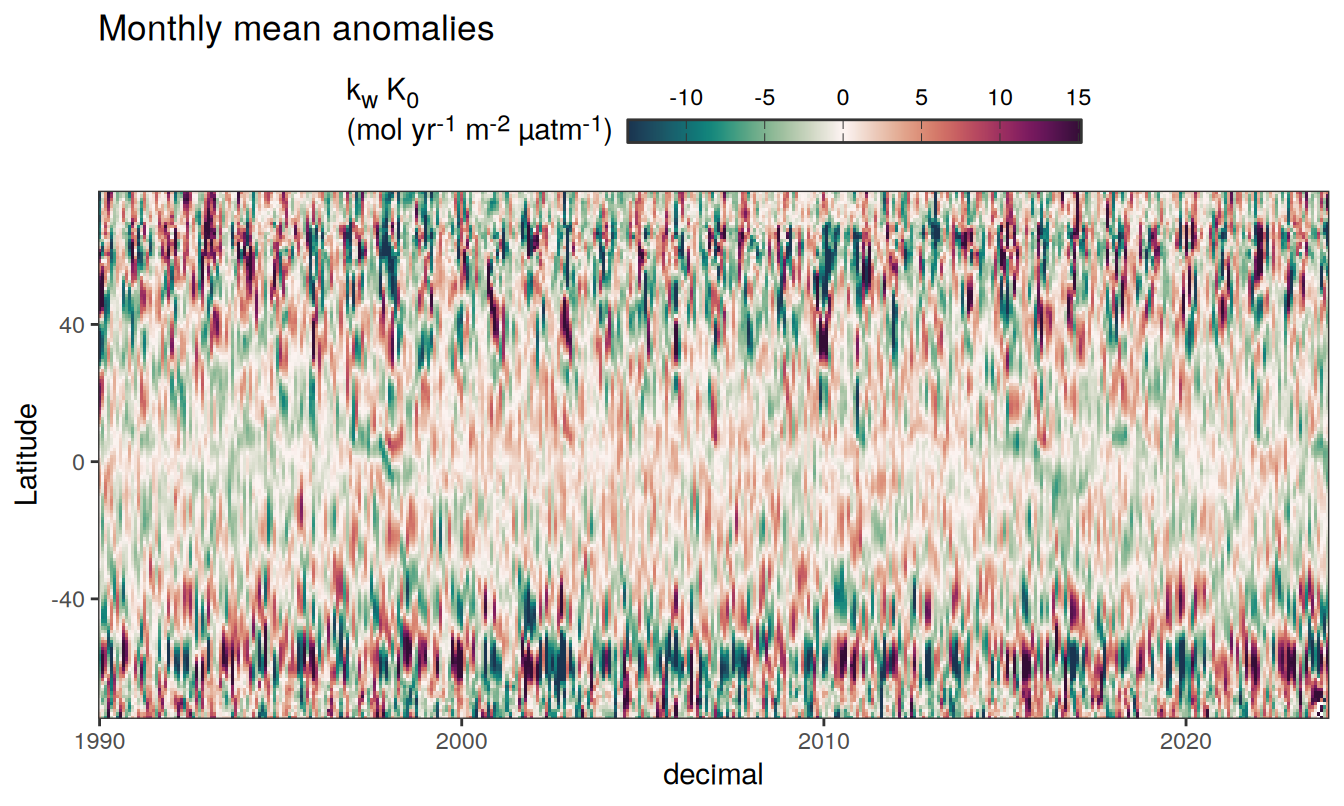 Monthly mean anomalies
k_w K_0
(mol yr⁻¹ m⁻² µatm⁻¹)
-10 -5 0 5 10 15
Latitude
40
0
-40
1990 2000 2010 2020
decimal